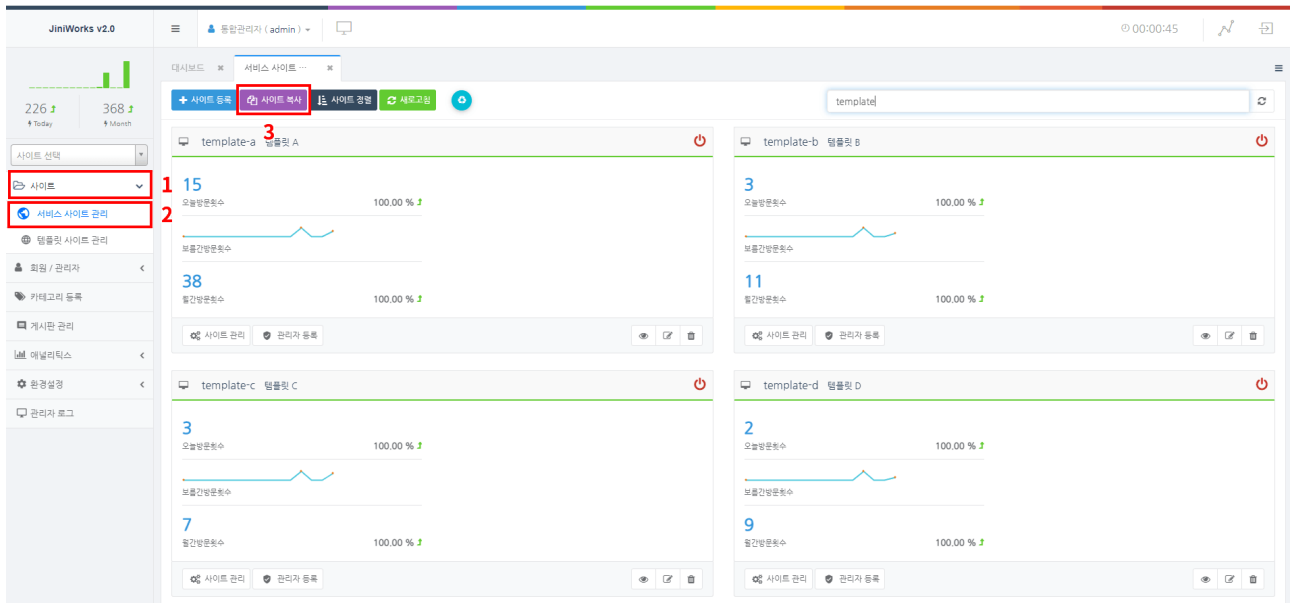 JiniWorks v2.0
통합관리자 ( admin )
00:00:45
226
Today
368
Month
사이트 선택
사이트
1
서비스 사이트 관리
2
템플릿 사이트 관리
회원 / 관리자
카테고리 등록
게시판 관리
애널리틱스
환경설정
관리자 로그
대시보드
서비스 사이트 ...
사이트 등록
사이트 복사
사이트 정렬
새로고침
template
3
template-a 템플릿 A
15
오늘방문횟수
100.00 %
보름간방문횟수
38
월간방문횟수
100.00 %
사이트 관리
관리자 등록
template-b 템플릿 B
3
오늘방문횟수
100.00 %
보름간방문횟수
11
월간방문횟수
100.00 %
사이트 관리
관리자 등록
template-c 템플릿 C
3
오늘방문횟수
100.00 %
보름간방문횟수
7
월간방문횟수
100.00 %
사이트 관리
관리자 등록
template-d 템플릿 D
2
오늘방문횟수
100.00 %
보름간방문횟수
9
월간방문횟수
100.00 %
사이트 관리
관리자 등록